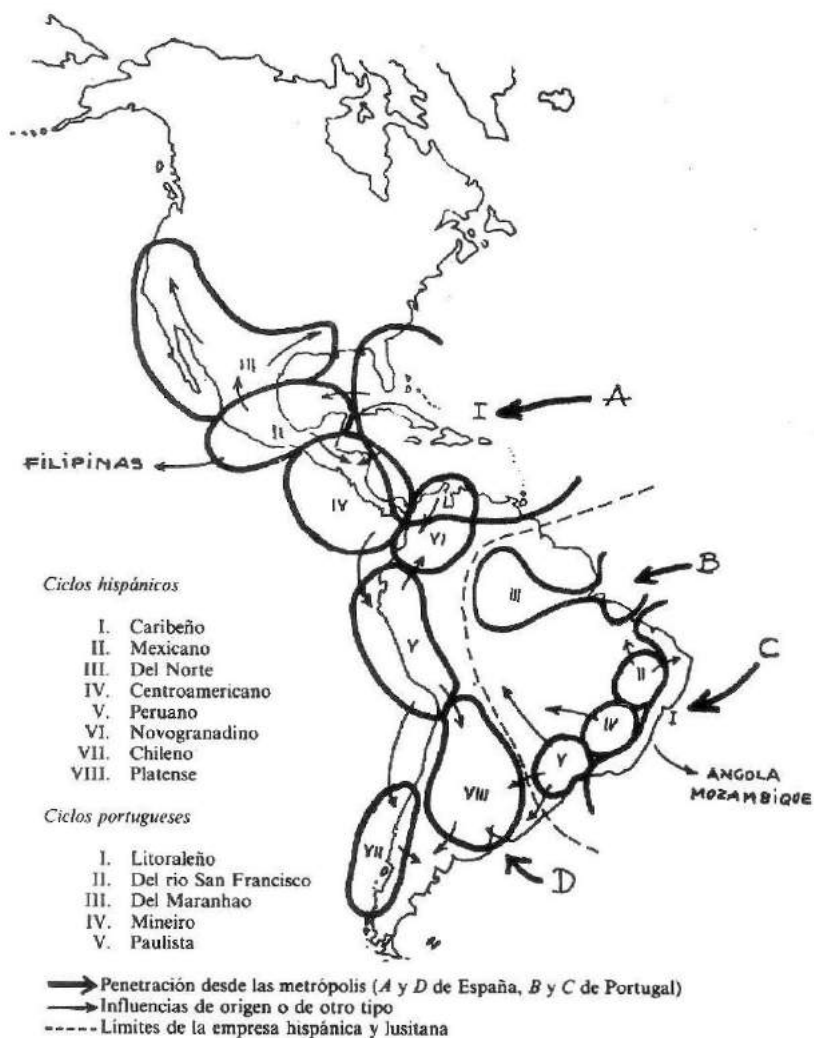 III
I
A
II
FILIPINAS
IV
VI
B
III
Ciclos hispánicos
I. Caribeño
II. Mexicano
III. Del Norte
IV. Centroamericano
V. Peruano
VI. Novogranadino
VII. Chileno
VIII. Platense
V
C
II
I
IV
V
ANGOLA
MOZAMBIQUE
VIII
Ciclos portugueses
I. Litoraleño
II. Del rio San Francisco
III. Del Maranhao
IV. Mineiro
V. Paulista
VII
D
Penetración desde las metrópolis (A y D de España, B y C de Portugal)
Influencias de origen o de otro tipo
Límites de la empresa hispánica y lusitana